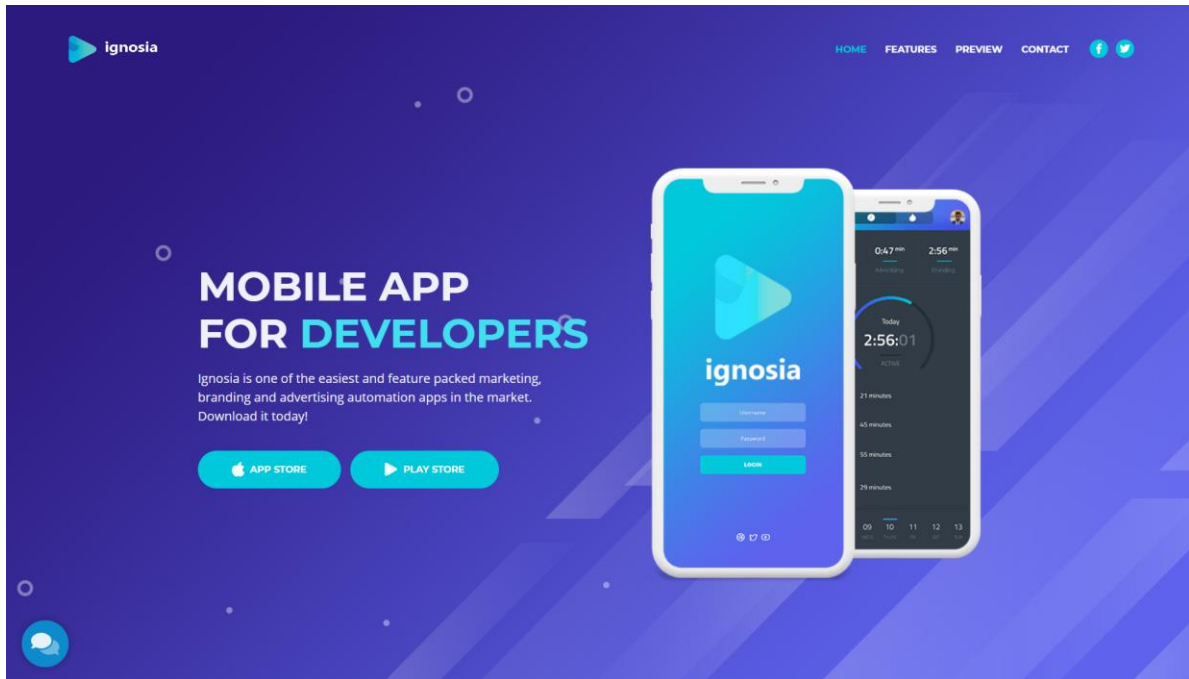 ignosia
HOME FEATURES PREVIEW CONTACT
MOBILE APP
FOR DEVELOPERS
Ignosia is one of the easiest and feature packed marketing,
branding and advertising automation apps in the market.
Download it today!
APP STORE
PLAY STORE
ignosia
Username
Password
LOGIN
0:47 min 2:56 min
Advertising Branding
Today
2:56:01
ACTIVE
21 minutes
45 minutes
55 minutes
29 minutes
09 10 11 12 13